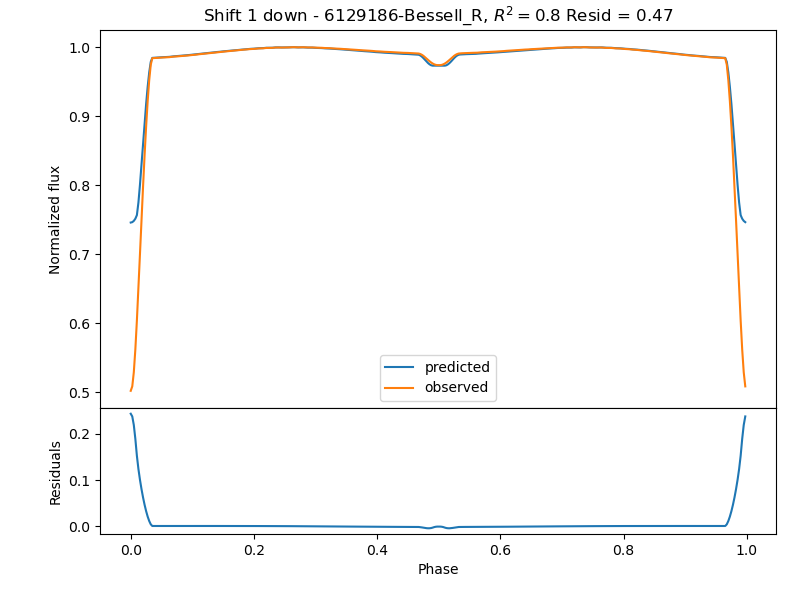 Shift 1 down - 6129186-Bessell_R, R² = 0.8 Resid = 0.47
1.0
0.9
0.8
0.7
0.6
0.5
Normalized flux
predicted
observed
0.2
0.1
0.0
Residuals
0.0 0.2 0.4 0.6 0.8 1.0
Phase